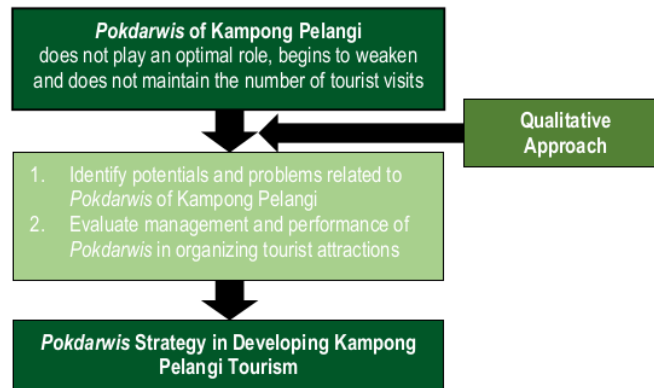 Pokdarwis of Kampong Pelangi
does not play an optimal role, begins to weaken
and does not maintain the number of tourist visits
Qualitative
Approach
1. Identify potentials and problems related to
Pokdarwis of Kampong Pelangi
2. Evaluate management and performance of
Pokdarwis in organizing tourist attractions
Pokdarwis Strategy in Developing Kampong
Pelangi Tourism